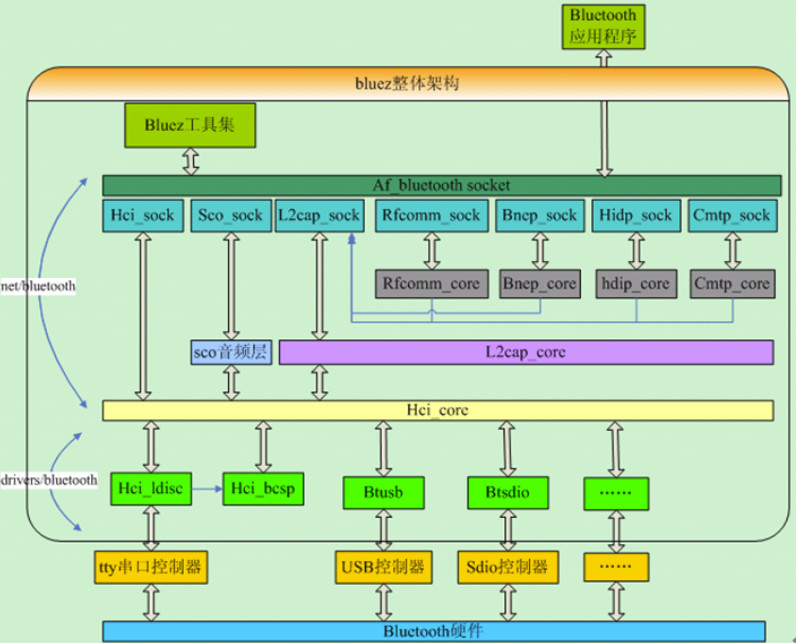 Bluetooth
应用程序
bluez整体架构
Bluez工具集
Af_bluetooth socket
Hci_sock
Sco_sock
L2cap_sock
Rfcomm_sock
Bnep_sock
Hidp_sock
Cmtp_sock
net/bluetooth
Rfcomm_core
Bnep_core
hdip_core
Cmtp_core
sco音频层
L2cap_core
Hci_core
drivers/bluetooth
Hci_ldisc
Hci_bcsp
Btusb
Btsdio
……
tty串口控制器
USB控制器
Sdio控制器
……
Bluetooth硬件